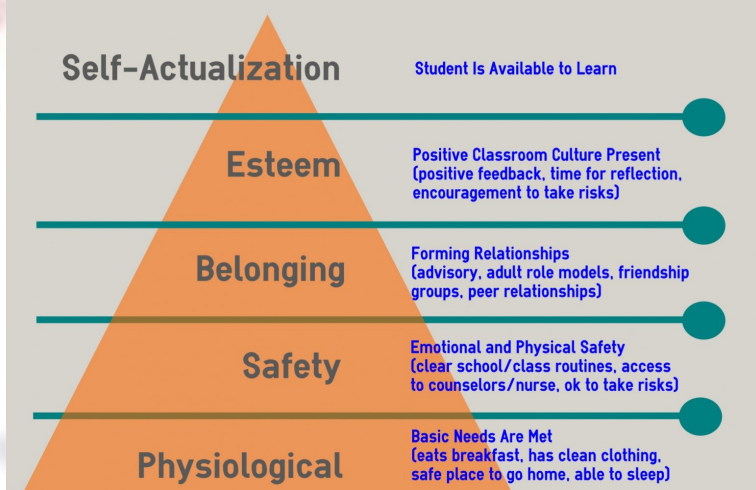 Self-Actualization
Student Is Available to Learn
Esteem
Positive Classroom Culture Present
(positive feedback, time for reflection,
encouragement to take risks)
Belonging
Forming Relationships
(advisory, adult role models, friendship
groups, peer relationships)
Safety
Emotional and Physical Safety
(clear school/class routines, access
to counselors/nurse, ok to take risks)
Physiological
Basic Needs Are Met
(eats breakfast, has clean clothing,
safe place to go home, able to sleep)